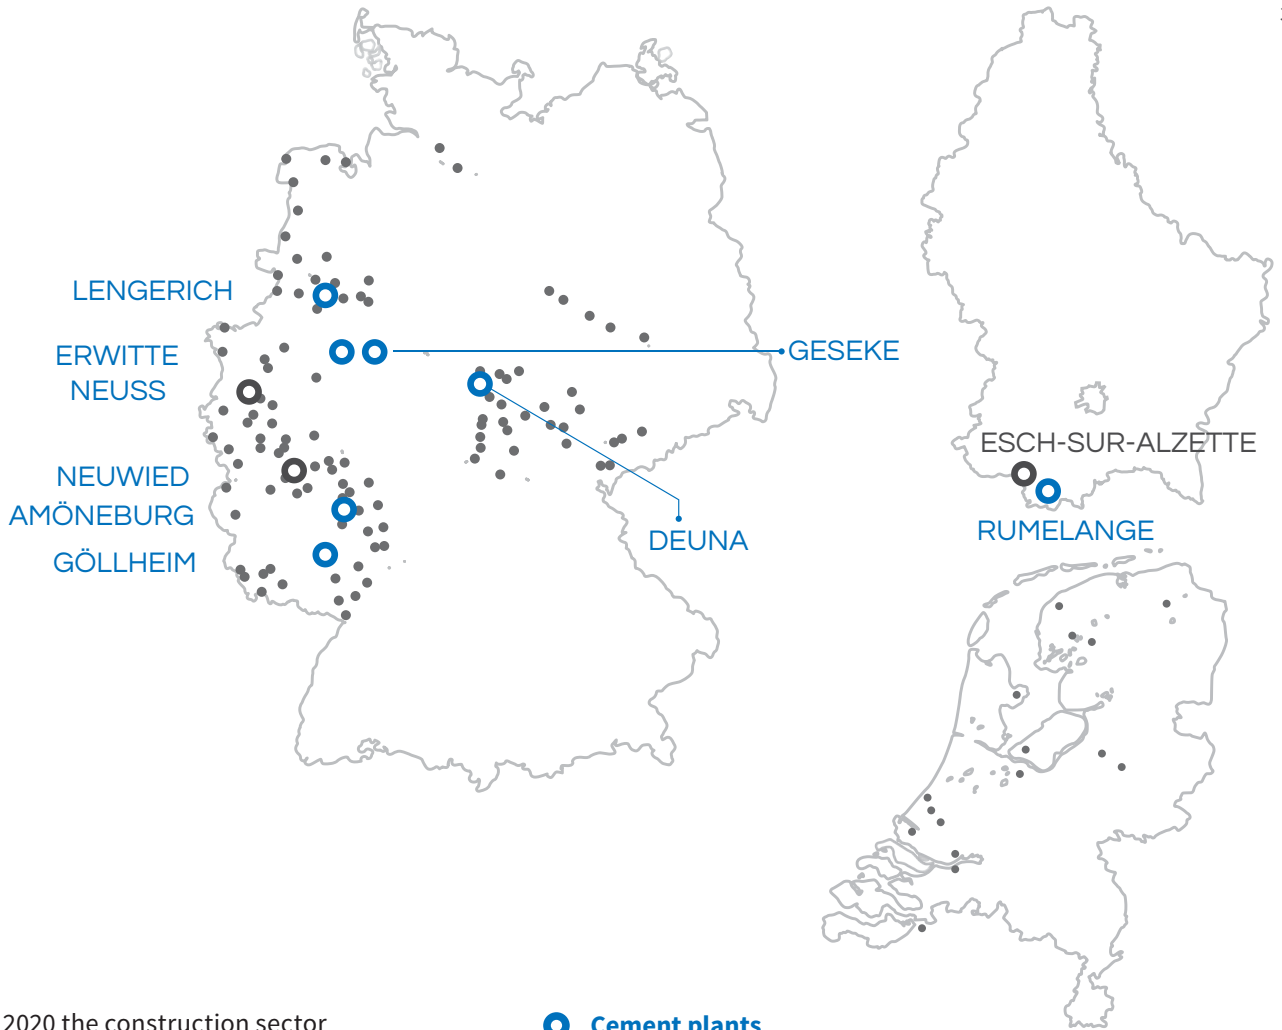 LENGERICH
ERWITTE
NEUSS
GESEKE
NEUWIED
AMÖNEBURG
GÖLLHEIM
DEUNA
ESCH-SUR-ALZETTE
RUMELANGE
2020 the construction sector
Cement plants